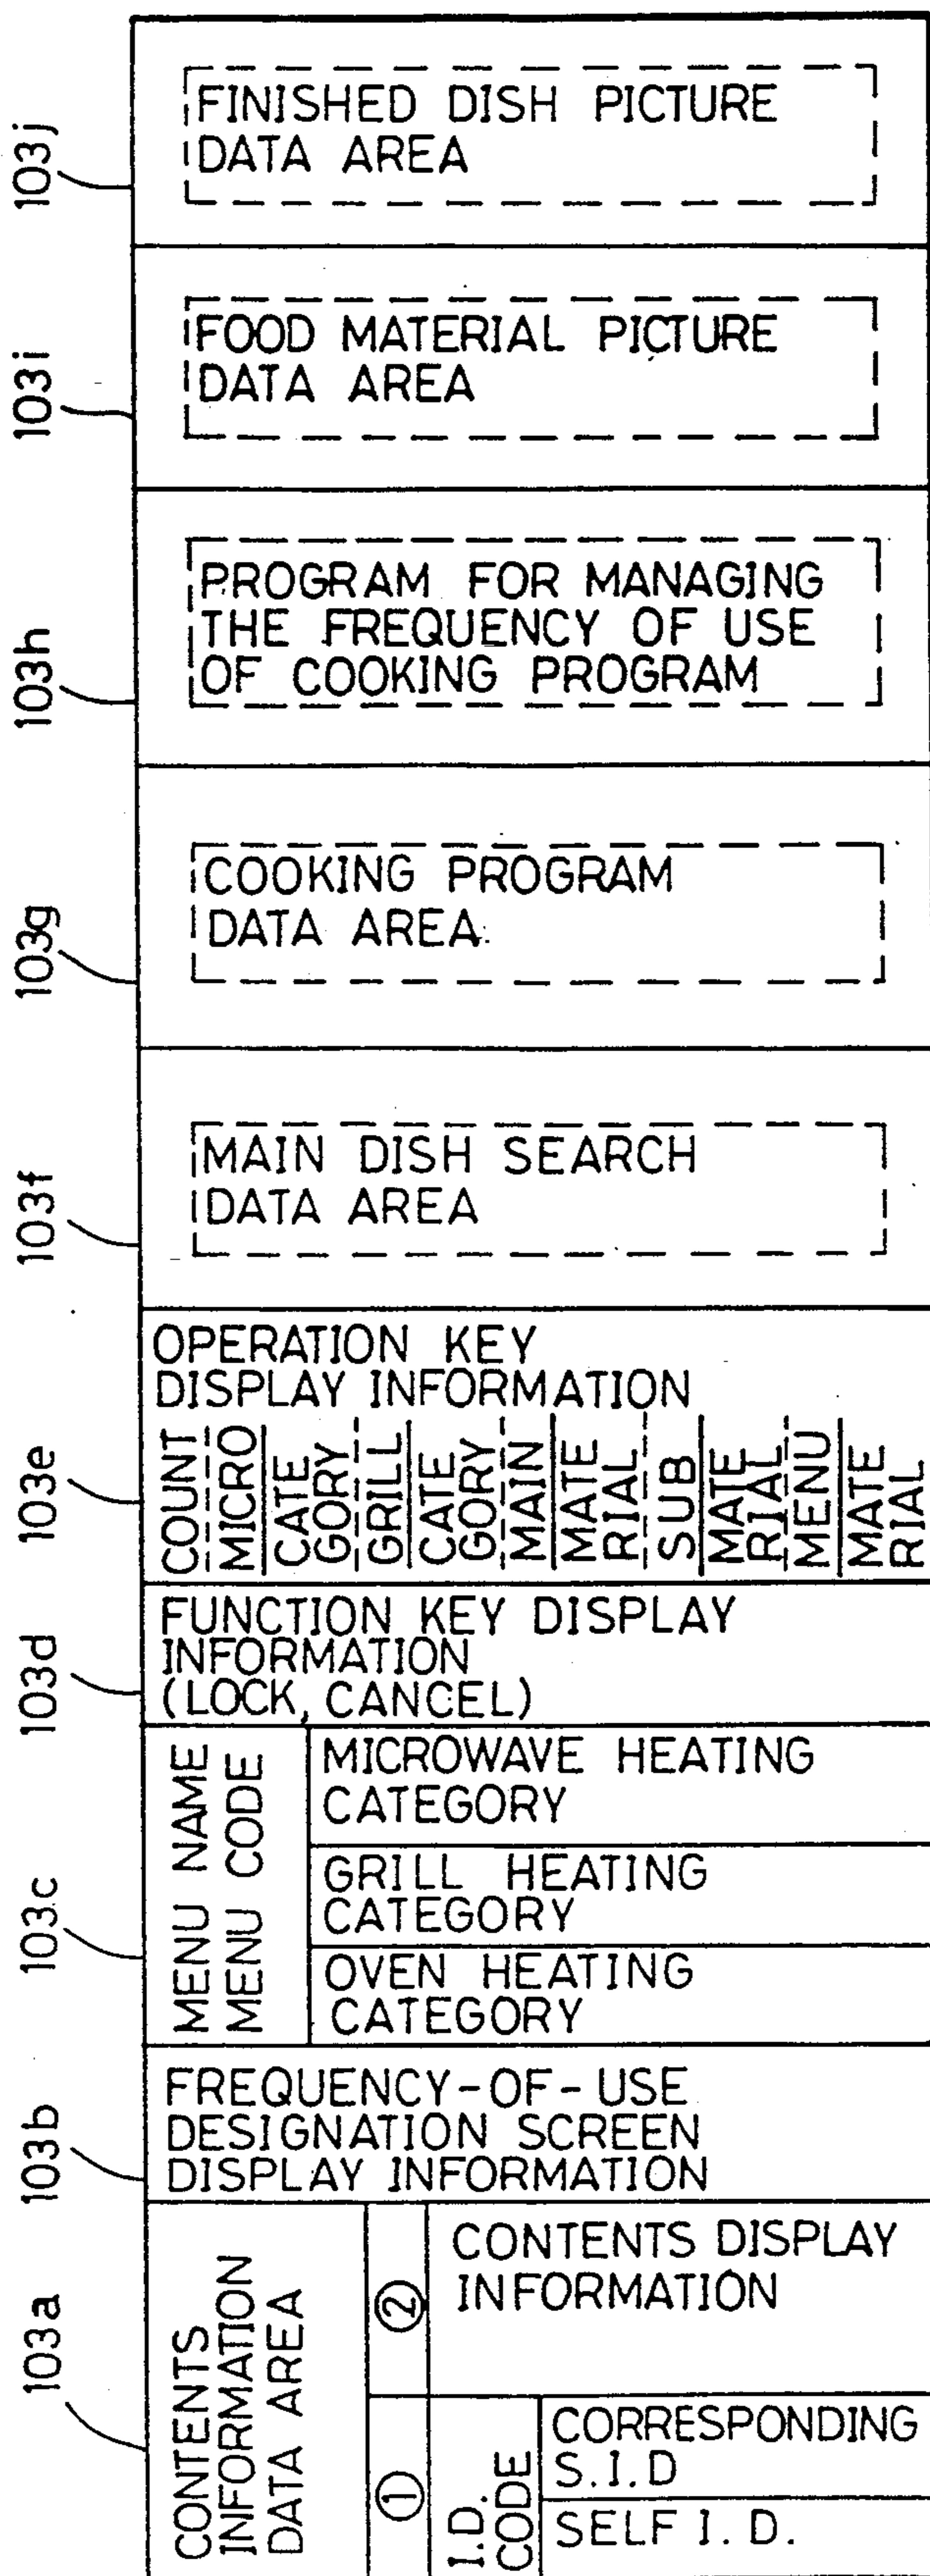 103j
FINISHED DISH PICTURE
DATA AREA
103i
FOOD MATERIAL PICTURE
DATA AREA
103h
PROGRAM FOR MANAGING
THE FREQUENCY OF USE
OF COOKING PROGRAM
103g
COOKING PROGRAM
DATA AREA
103f
MAIN DISH SEARCH
DATA AREA
103e
OPERATION KEY
DISPLAY INFORMATION
COUNT
MICRO
CATE
GORY
GRILL
CATE
GORY
MAIN
MATE
RIAL
SUB
MATE
RIAL
MENU
MATE
RIAL
103d
FUNCTION KEY DISPLAY
INFORMATION
(LOCK, CANCEL)
103c
MENU NAME
MENU CODE
MICROWAVE HEATING
CATEGORY
GRILL HEATING
CATEGORY
OVEN HEATING
CATEGORY
103b
FREQUENCY-OF-USE
DESIGNATION SCREEN
DISPLAY INFORMATION
103a
CONTENTS
INFORMATION
DATA AREA
②
CONTENTS DISPLAY
INFORMATION
①
I.D.
CODE
CORRESPONDING
S.I.D
SELF I.D.